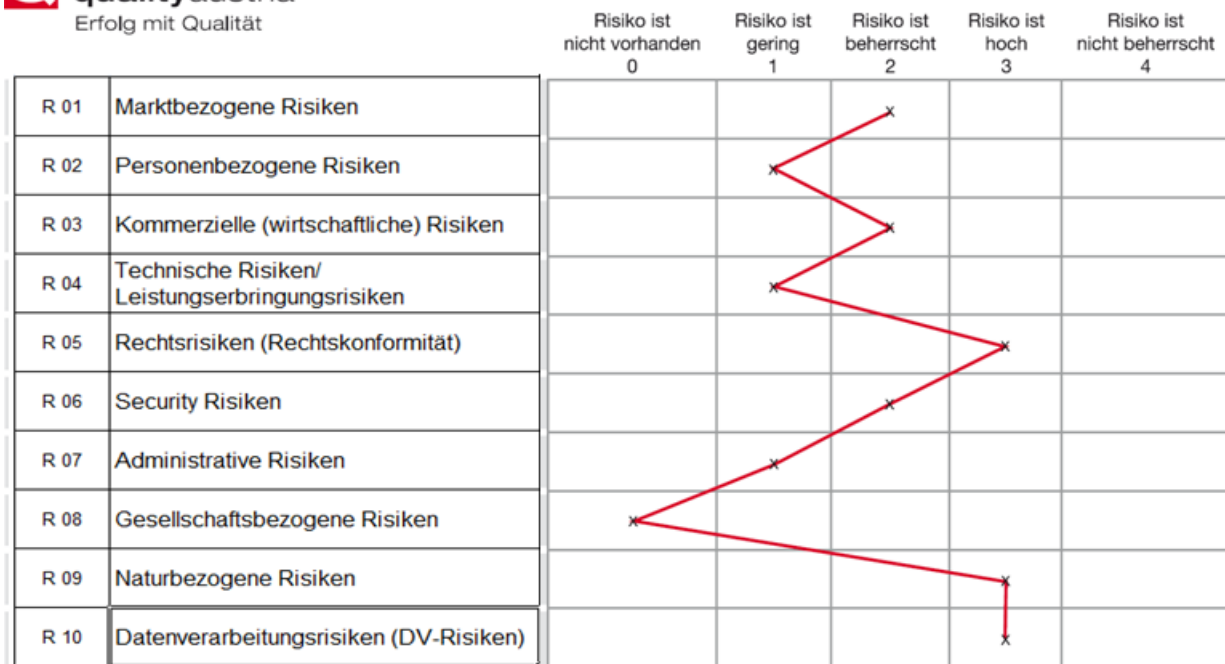 Erfolg mit Qualität
Risiko ist
nicht vorhanden
0
Risiko ist
gering
1
Risiko ist
beherrscht
2
Risiko ist
hoch
3
Risiko ist
nicht beherrscht
4
R 01 Marktbezogene Risiken
R 02 Personenbezogene Risiken
R 03 Kommerzielle (wirtschaftliche) Risiken
R 04 Technische Risiken/
Leistungserbringungsrisiken
R 05 Rechtsrisiken (Rechtskonformität)
R 06 Security Risiken
R 07 Administrative Risiken
R 08 Gesellschaftsbezogene Risiken
R 09 Naturbezogene Risiken
R 10 Datenverarbeitungsrisiken (DV-Risiken)